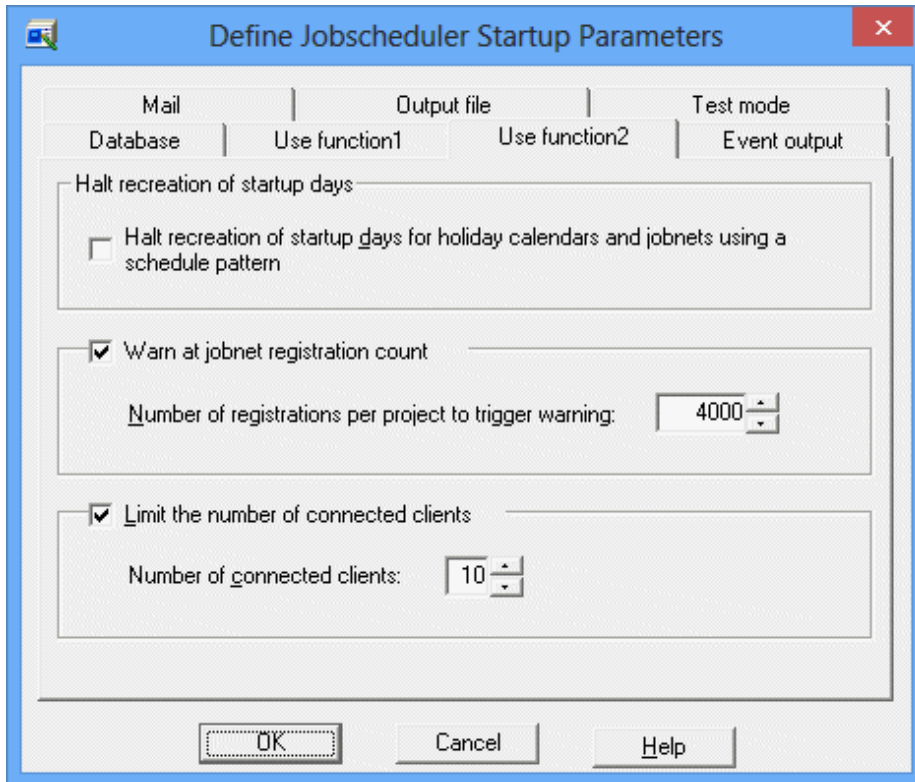 Define Jobscheduler Startup Parameters
Mail
Output file
Test mode
Database
Use function1
Use function2
Event output
Halt recreation of startup days
Halt recreation of startup days for holiday calendars and jobnets using a
schedule pattern
Warn at jobnet registration count
Number of registrations per project to trigger warning:
4000
Limit the number of connected clients
Number of connected clients:
10
OK
Cancel
Help